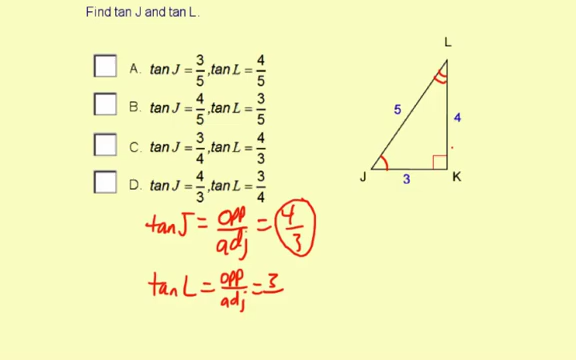 Find tan J and tan L.
A. tan J = 3/5, tan L = 4/5
B. tan J = 4/5, tan L = 3/5
C. tan J = 3/4, tan L = 4/3
D. tan J = 4/3, tan L = 3/4
L
5
4
J
3
K
tan J = opp/adj = 4/3
tan L = opp/adj = 3